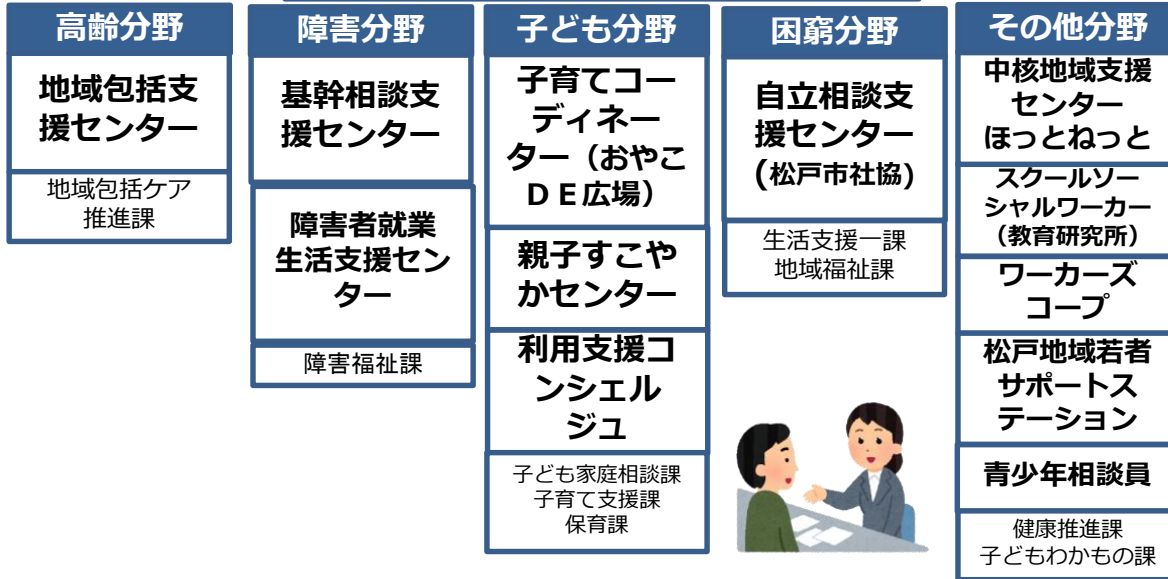 高齢分野
地域包括支
援センター
地域包括ケア
推進課
障害分野
基幹相談支
援センター
障害者就業
生活支援セン
ター
障害福祉課
子ども分野
子育てコー
ディネー
ター（おやこ
ＤＥ広場）
親子すこや
かセンター
利用支援コ
ンシェル
ジュ
子ども家庭相談課
子育て支援課
保育課
困窮分野
自立相談支
援センター
(松戸市社協)
生活支援一課
地域福祉課
その他分野
中核地域支援
センター
ほっとねっと
スクールソー
シャルワーカー
（教育研究所）
ワーカーズ
コープ
松戸地域若者
サポートス
テーション
青少年相談員
健康推進課
子どもわかもの課